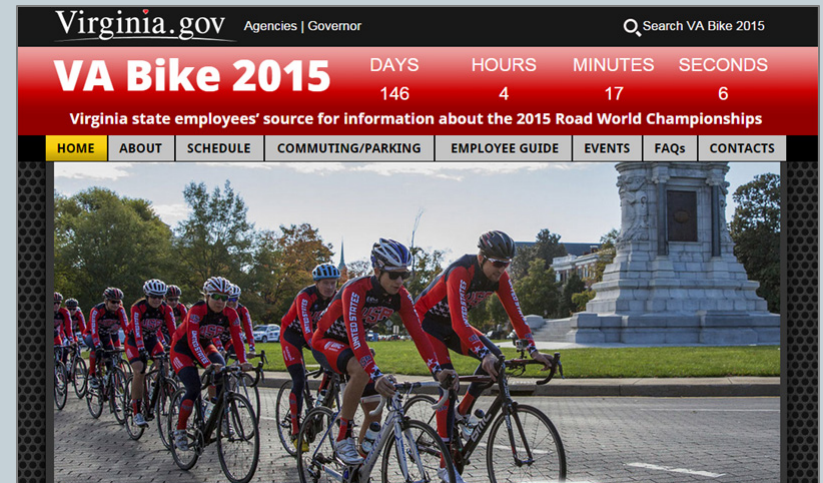 Virginia.gov Agencies | Governor Search VA Bike 2015
VA Bike 2015 DAYS HOURS MINUTES SECONDS
146 4 17 6
Virginia state employees' source for information about the 2015 Road World Championships
HOME ABOUT SCHEDULE COMMUTING/PARKING EMPLOYEE GUIDE EVENTS FAQs CONTACTS
UNITED STATES